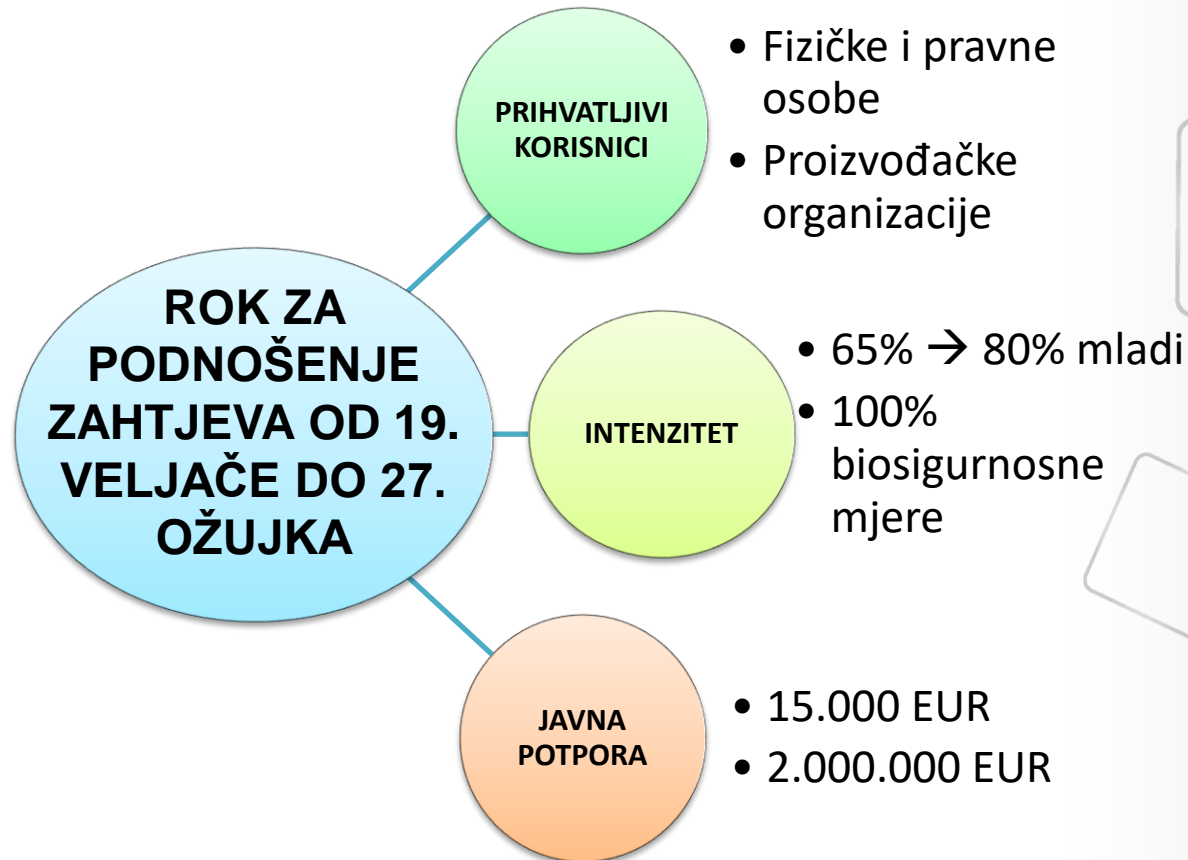 ROK ZA
PODNOŠENJE
ZAHTJEVA OD 19.
VELJAČE DO 27.
OŽUJKA
PRIHVATLJIVI
KORISNICI
• Fizičke i pravne
osobe
• Proizvođačke
organizacije
INTENZITET
• 65% → 80% mladi
• 100%
biosigurnosne
mjere
JAVNA
POTPORA
• 15.000 EUR
• 2.000.000 EUR